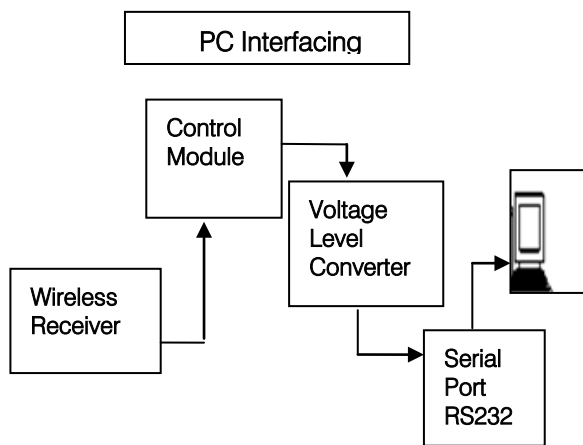 PC Interfacing
Control
Module
Voltage
Level
Converter
Wireless
Receiver
Serial
Port
RS232